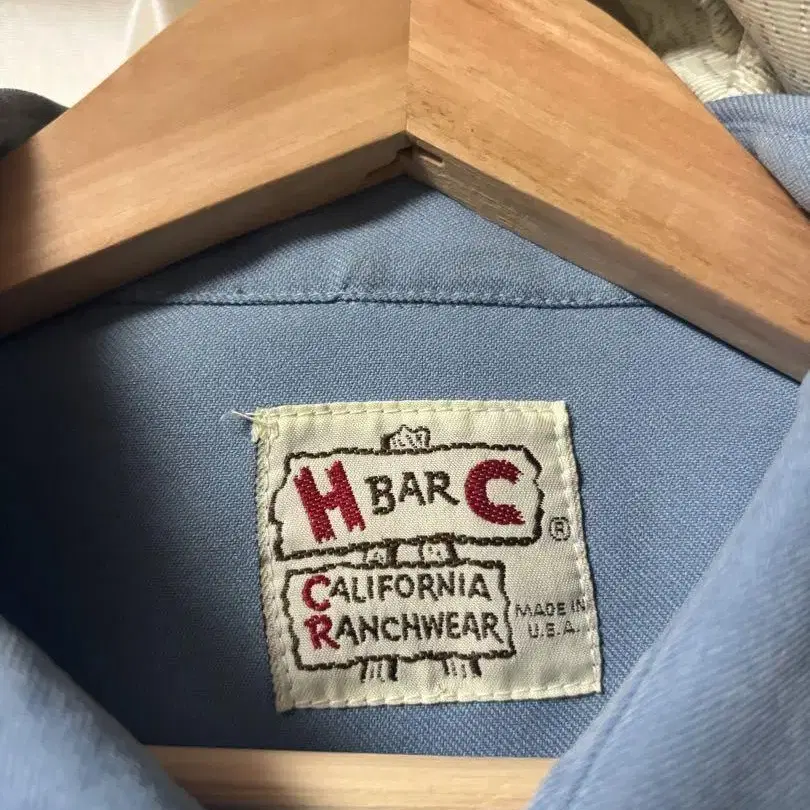 H BAR C ®
CALIFORNIA
RANCHWEAR
MADE IN
U.S.A.